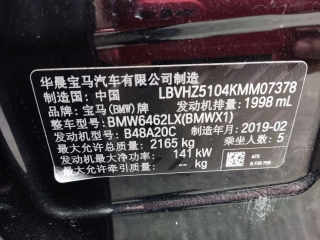 华晨宝马汽车有限公司制造
制造国：中国 LBVHZ5104KMM07378
品牌：宝马(BMW)牌 发动机排量：1998 mL
整车型号：BMW6462LX(BMWX1)
发动机型号：B48A20C 制造年月：2019-02
最大允许总质量：2165 kg 乘坐人数：5
发动机最大净功率：141 kW
最大允许牵引质量：-- kg
475